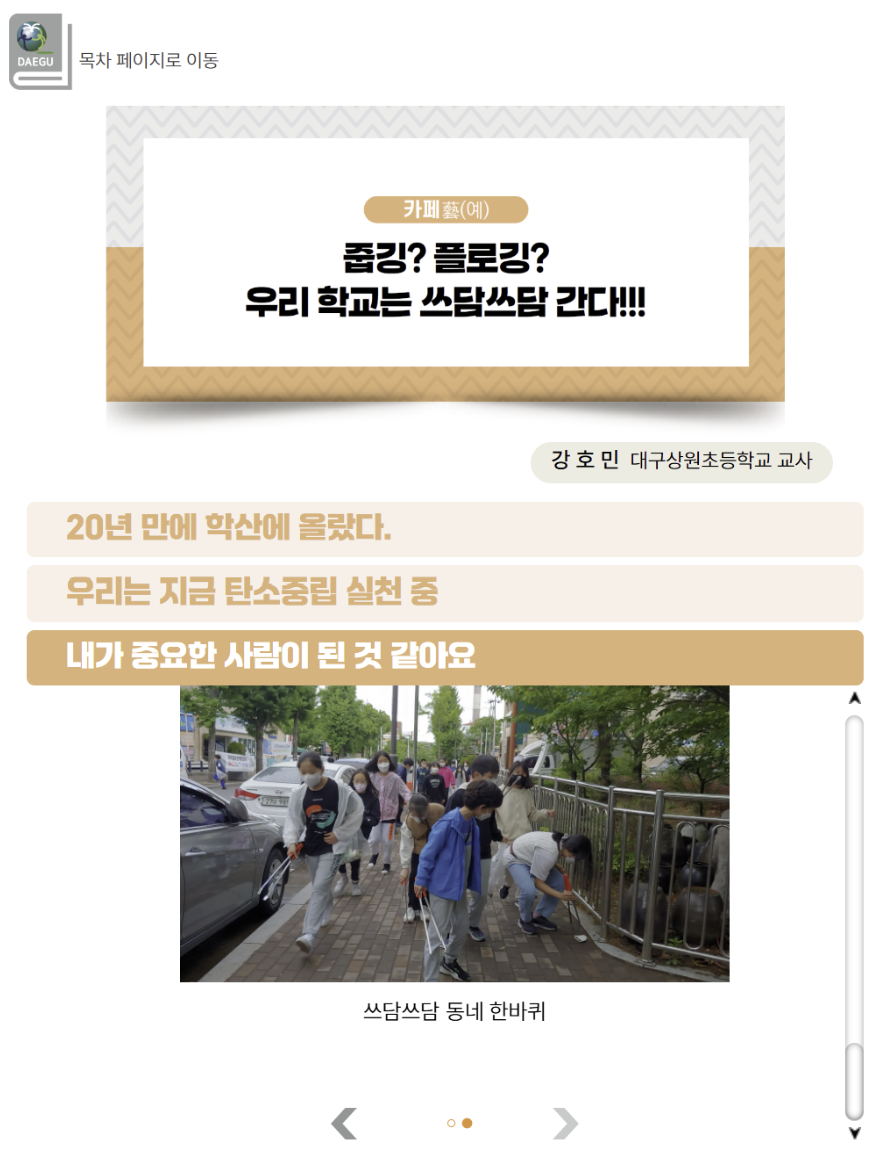 DAEGU
목차 페이지로 이동
카페藝(예)
줍깅? 플로깅?
우리 학교는 쓰담쓰담 간다!!!
강 호 민 대구상원초등학교 교사
20년 만에 학산에 올랐다.
우리는 지금 탄소중립 실천 중
내가 중요한 사람이 된 것 같아요
쓰담쓰담 동네 한바퀴